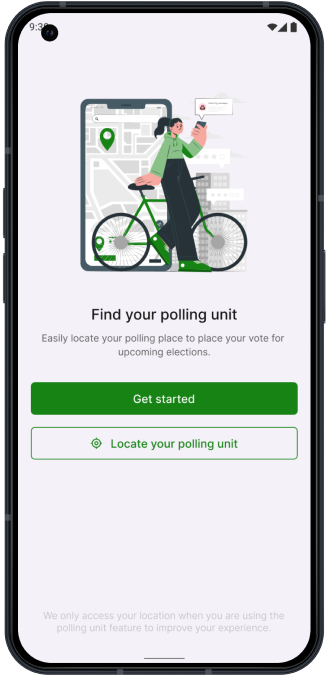 Find your polling unit
Easily locate your polling place to place your vote for
upcoming elections.
Get started
Locate your polling unit
We only access your location when you are using the
polling unit feature to improve your experience.